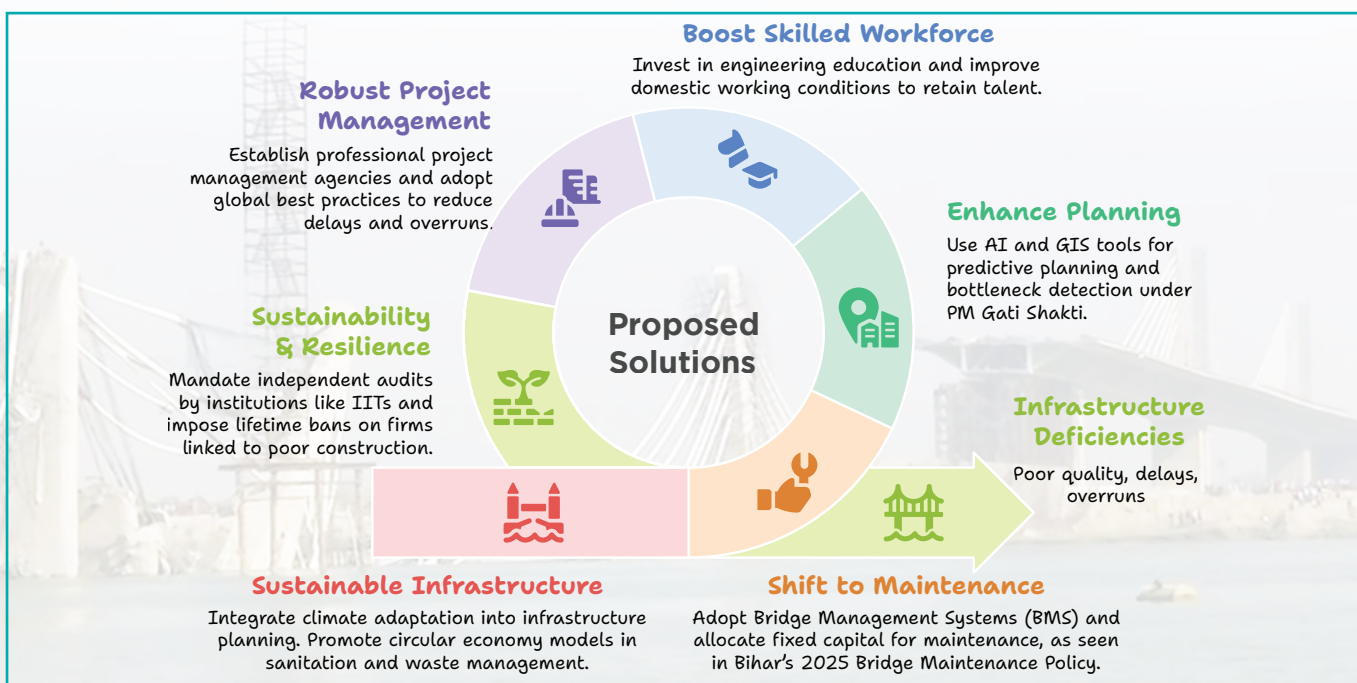 Boost Skilled Workforce
Invest in engineering education and improve
domestic working conditions to retain talent.
Robust Project
Management
Establish professional project
management agencies and adopt
global best practices to reduce
delays and overruns.
Enhance Planning
Use AI and GIS tools for
predictive planning and
bottleneck detection under
PM Gati Shakti.
Proposed
Solutions
Sustainability
& Resilience
Mandate independent audits
by institutions like IITs and
impose lifetime bans on firms
linked to poor construction.
Infrastructure
Deficiencies
Poor quality, delays,
overruns
Sustainable Infrastructure
Integrate climate adaptation into infrastructure
planning. Promote circular economy models in
sanitation and waste management.
Shift to Maintenance
Adopt Bridge Management Systems (BMS) and
allocate fixed capital for maintenance, as seen
in Bihar's 2025 Bridge Maintenance Policy.